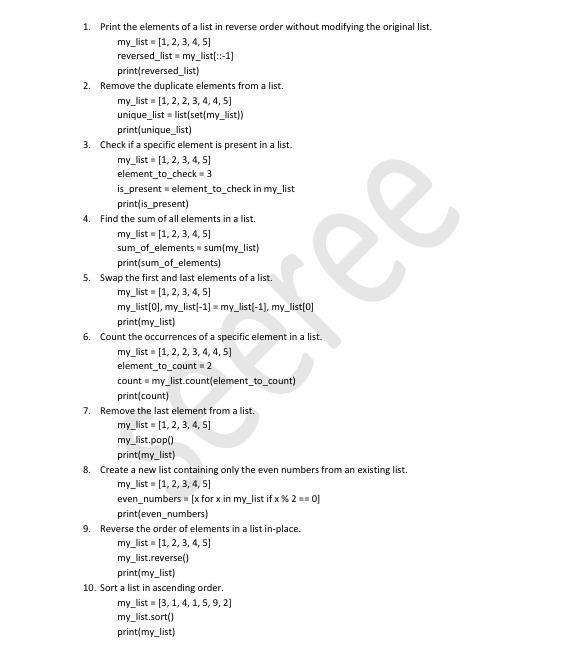 1. Print the elements of a list in reverse order without modifying the original list.
my_list = [1, 2, 3, 4, 5]
reversed_list = my_list[::-1]
print(reversed_list)
2. Remove the duplicate elements from a list.
my_list = [1, 2, 2, 3, 4, 4, 5]
unique_list = list(set(my_list))
print(unique_list)
3. Check if a specific element is present in a list.
my_list = [1, 2, 3, 4, 5]
element_to_check = 3
is_present = element_to_check in my_list
print(is_present)
4. Find the sum of all elements in a list.
my_list = [1, 2, 3, 4, 5]
sum_of_elements = sum(my_list)
print(sum_of_elements)
5. Swap the first and last elements of a list.
my_list = [1, 2, 3, 4, 5]
my_list[0], my_list[-1] = my_list[-1], my_list[0]
print(my_list)
6. Count the occurrences of a specific element in a list.
my_list = [1, 2, 2, 3, 4, 4, 5]
element_to_count = 2
count = my_list.count(element_to_count)
print(count)
7. Remove the last element from a list.
my_list = [1, 2, 3, 4, 5]
my_list.pop()
print(my_list)
8. Create a new list containing only the even numbers from an existing list.
my_list = [1, 2, 3, 4, 5]
even_numbers = [x for x in my_list if x % 2 == 0]
print(even_numbers)
9. Reverse the order of elements in a list in-place.
my_list = [1, 2, 3, 4, 5]
my_list.reverse()
print(my_list)
10. Sort a list in ascending order.
my_list = [3, 1, 4, 1, 5, 9, 2]
my_list.sort()
print(my_list)
seeree